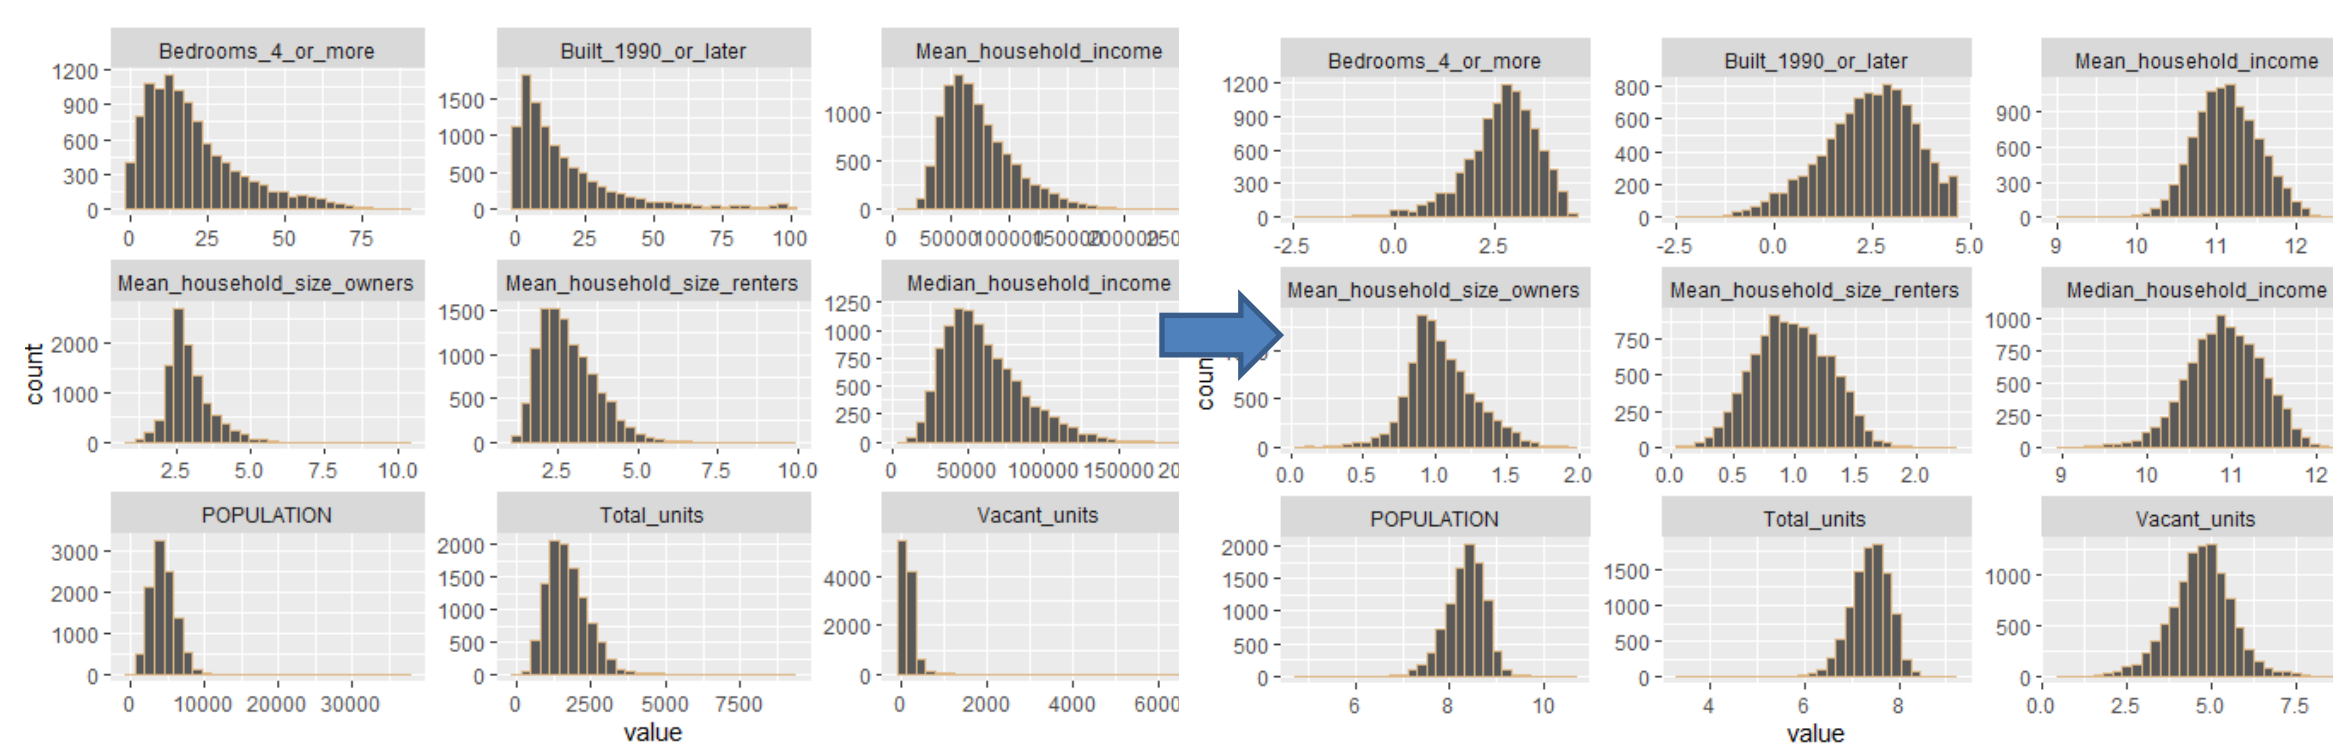 Bedrooms_4_or_more Built_1990_or_later Mean_household_income
1200
900
600
300
0
0 25 50 75
1500
1000
500
0
0 25 50 75 100
1000
500
0
0 50000 100000 150000 200000 250
Mean_household_size_owners Mean_household_size_renters Median_household_income
2000
1000
0
2.5 5.0 7.5 10.0
1500
1000
500
0
2.5 5.0 7.5 10.0
1250
1000
750
500
250
0
0 50000 100000 150000 20
POPULATION Total_units Vacant_units
3000
2000
1000
0
0 10000 20000 30000
2000
1500
1000
500
0
0 2500 5000 7500
4000
2000
0
0 2000 4000 6000
count
value
Bedrooms_4_or_more Built_1990_or_later Mean_household_income
1200
900
600
300
0
-2.5 0.0 2.5
800
600
400
200
0
-2.5 0.0 2.5 5.0
900
600
300
0
9 10 11 12
Mean_household_size_owners Mean_household_size_renters Median_household_income
500
0
0.0 0.5 1.0 1.5 2.0
750
500
250
0
0.0 0.5 1.0 1.5 2.0
1000
750
500
250
0
9 10 11 12
POPULATION Total_units Vacant_units
2000
1500
1000
500
0
6 8 10
1500
1000
500
0
4 6 8
1000
500
0
0.0 2.5 5.0 7.5
coun
value